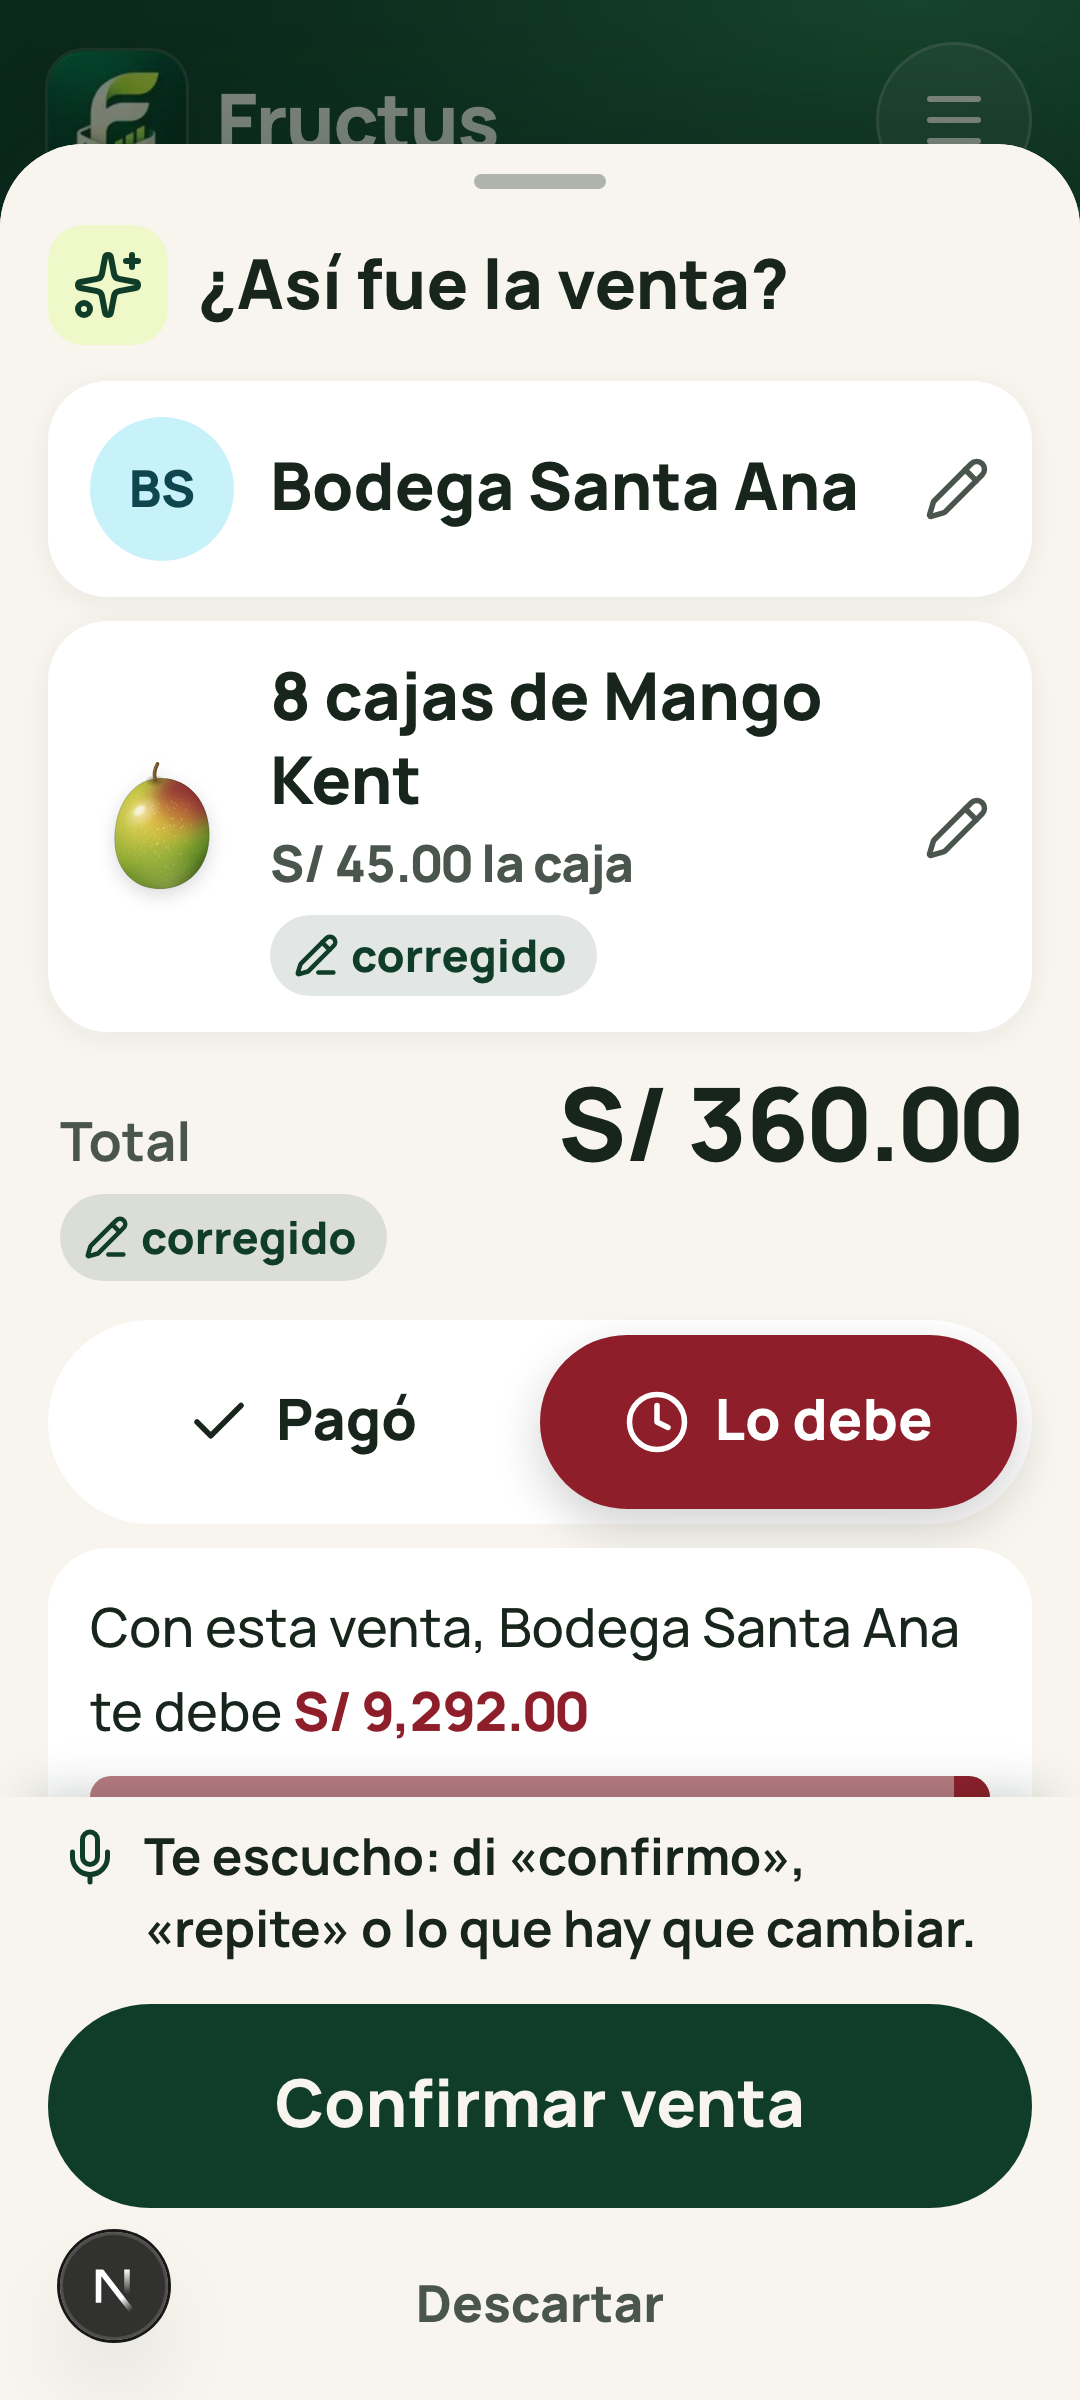 Fructus
¿Así fue la venta?
BS
Bodega Santa Ana
8 cajas de Mango
Kent
S/ 45.00 la caja
corregido
Total
S/ 360.00
corregido
Pagó
Lo debe
Con esta venta, Bodega Santa Ana
te debe S/ 9,292.00
Te escucho: di «confirmo»,
«repite» o lo que hay que cambiar.
Confirmar venta
N
Descartar